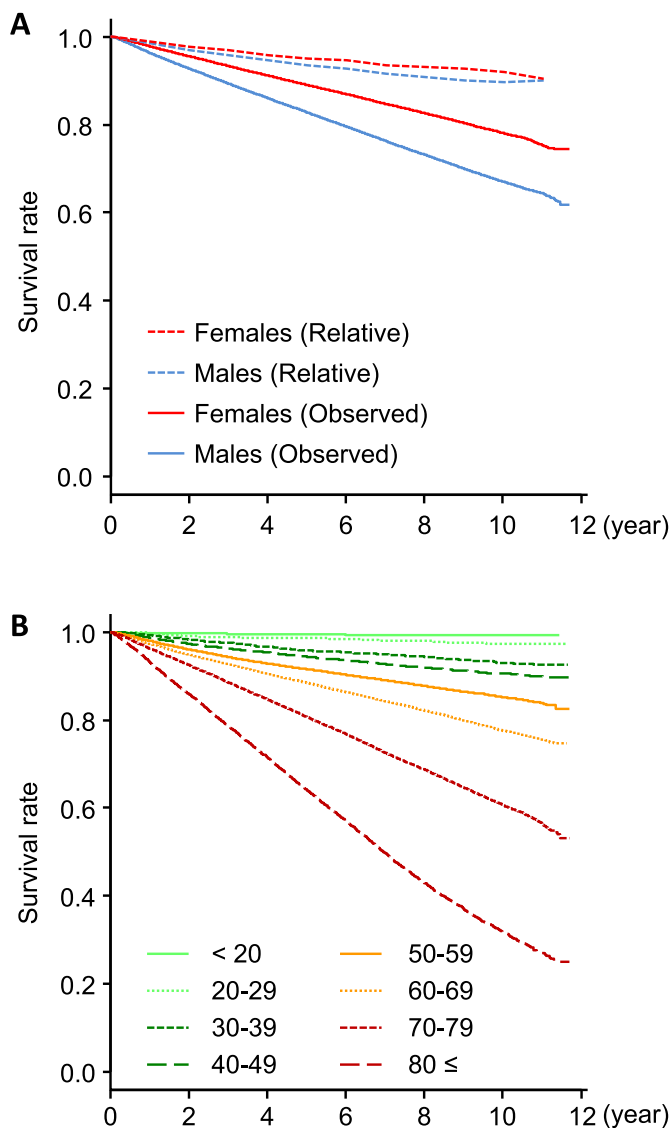 A
Survival rate
1.0
0.8
0.6
0.4
0.2
0.0
Females (Relative)
Males (Relative)
Females (Observed)
Males (Observed)
0 2 4 6 8 10 12 (year)
B
Survival rate
1.0
0.8
0.6
0.4
0.2
0.0
< 20
20-29
30-39
40-49
50-59
60-69
70-79
80 ≤
0 2 4 6 8 10 12 (year)